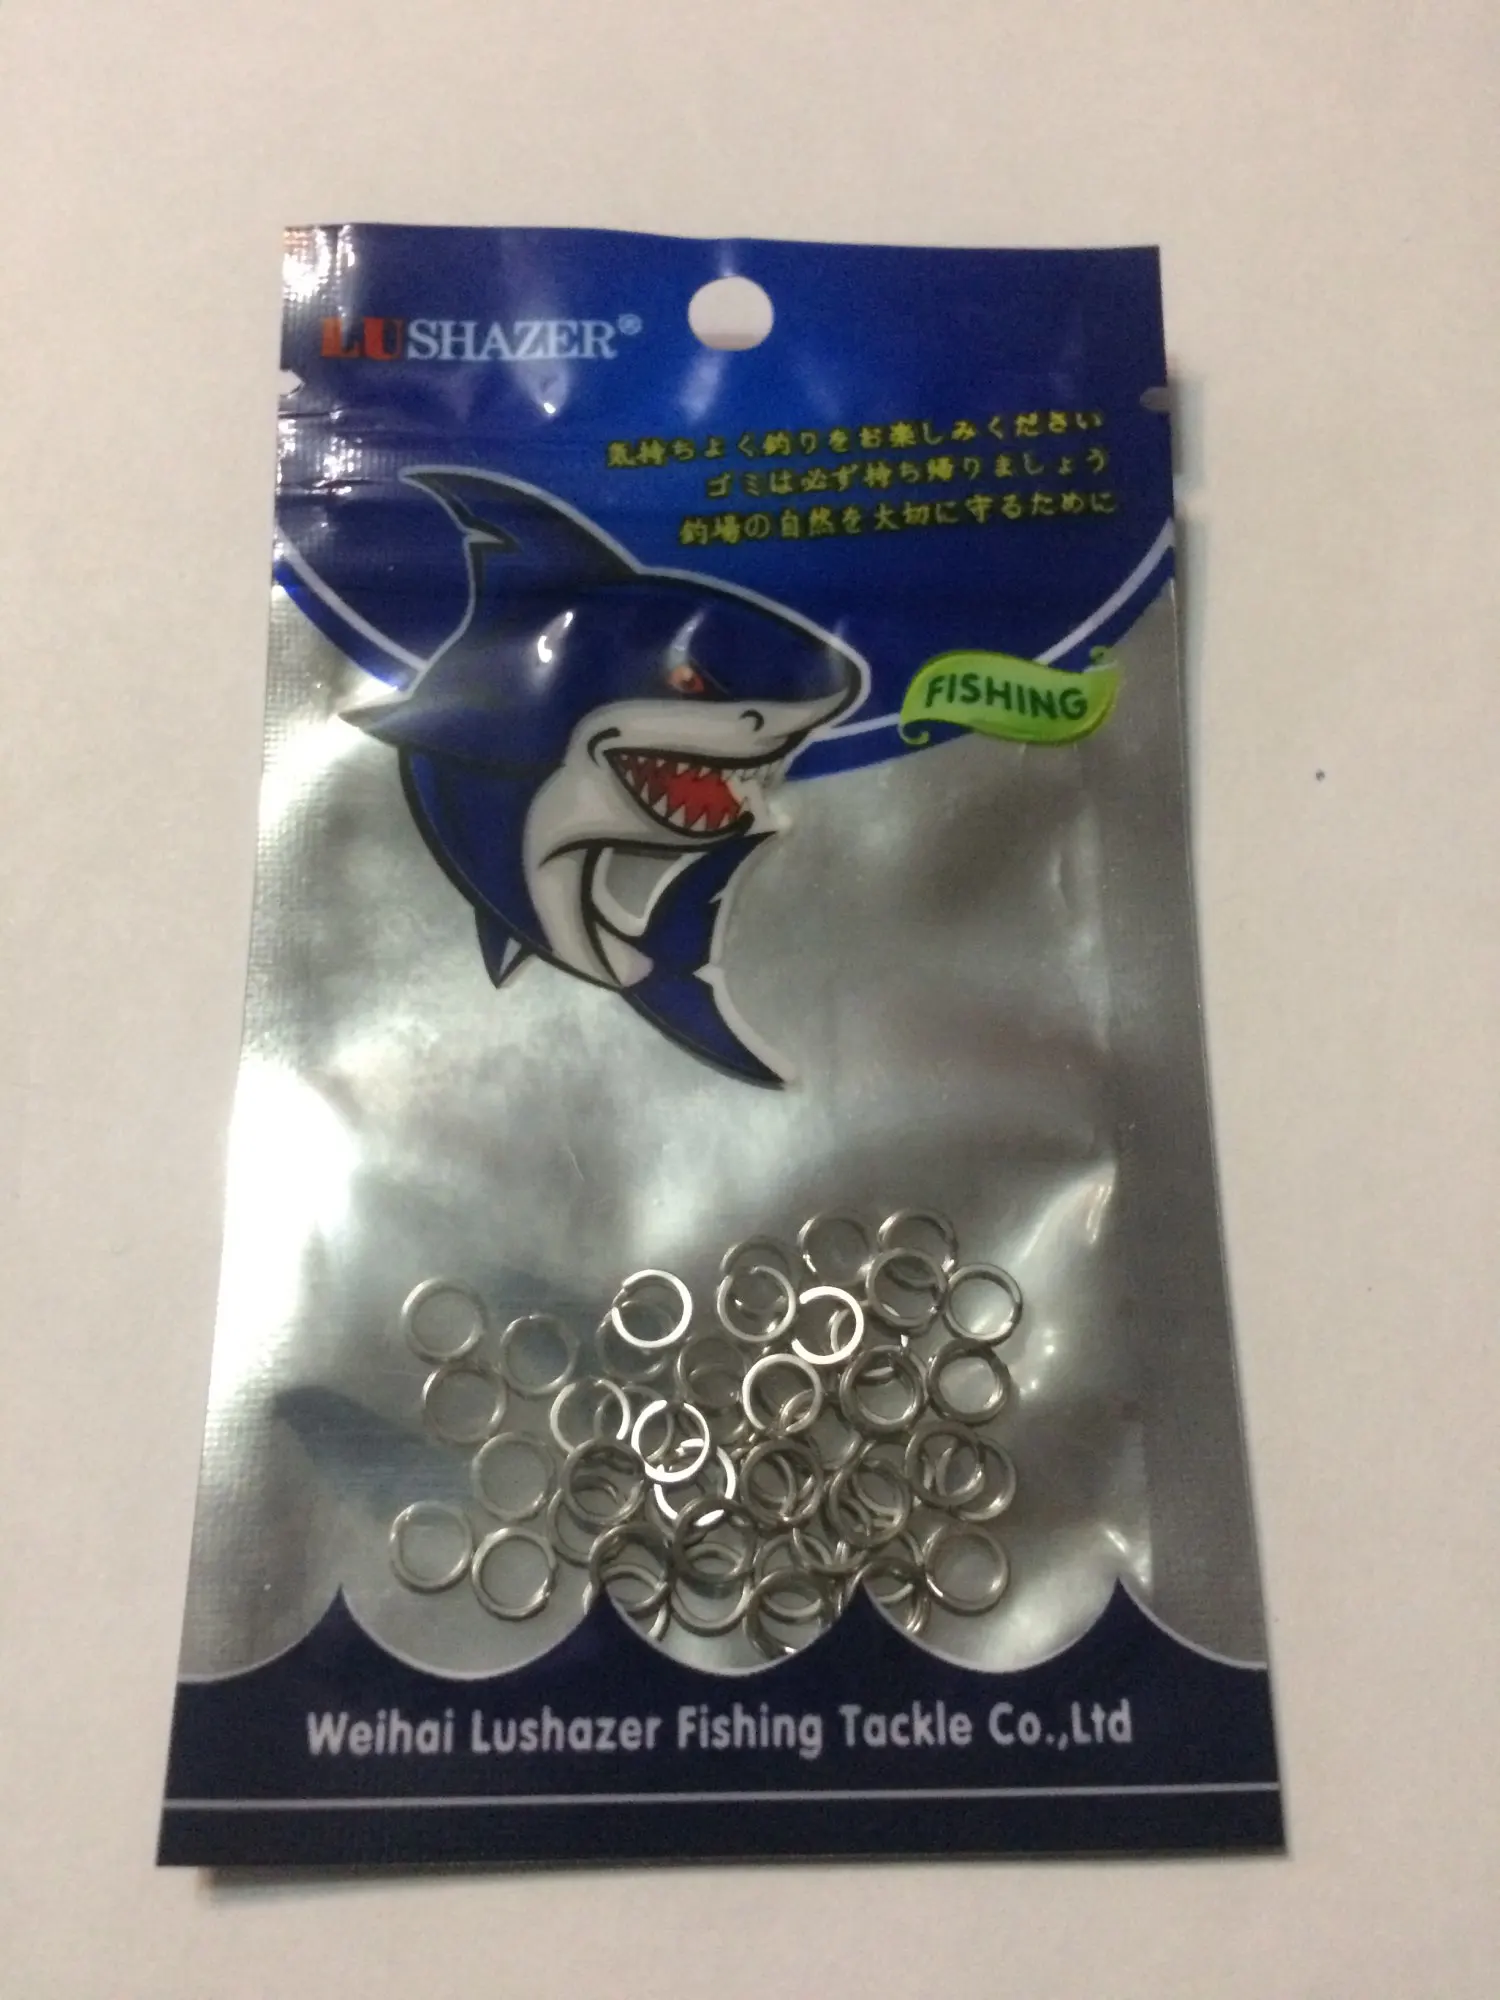 LUSHAZER®
気持ちよく釣りをお楽しみください
ゴミは必ず持ち帰りましょう
釣場の自然を大切に守るために
FISHING
Weihai Lushazer Fishing Tackle Co.,Ltd